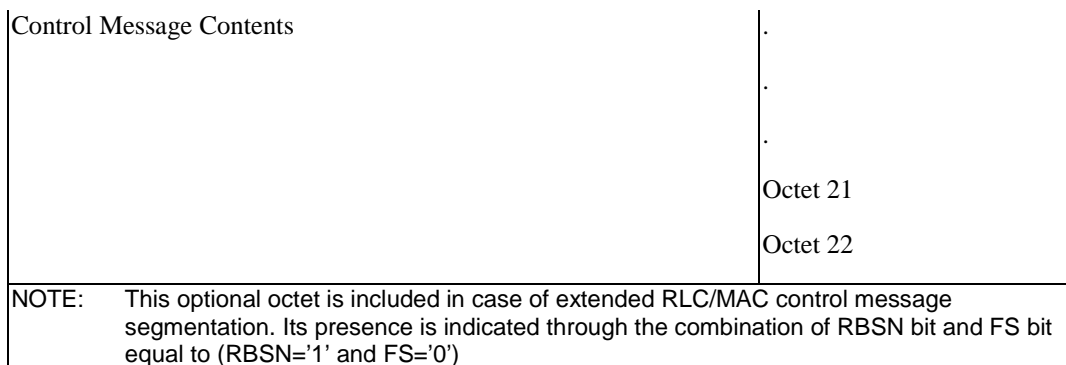 Control Message Contents .
.
.
Octet 21
Octet 22
NOTE: This optional octet is included in case of extended RLC/MAC control message
segmentation. Its presence is indicated through the combination of RBSN bit and FS bit
equal to (RBSN='1' and FS='0')